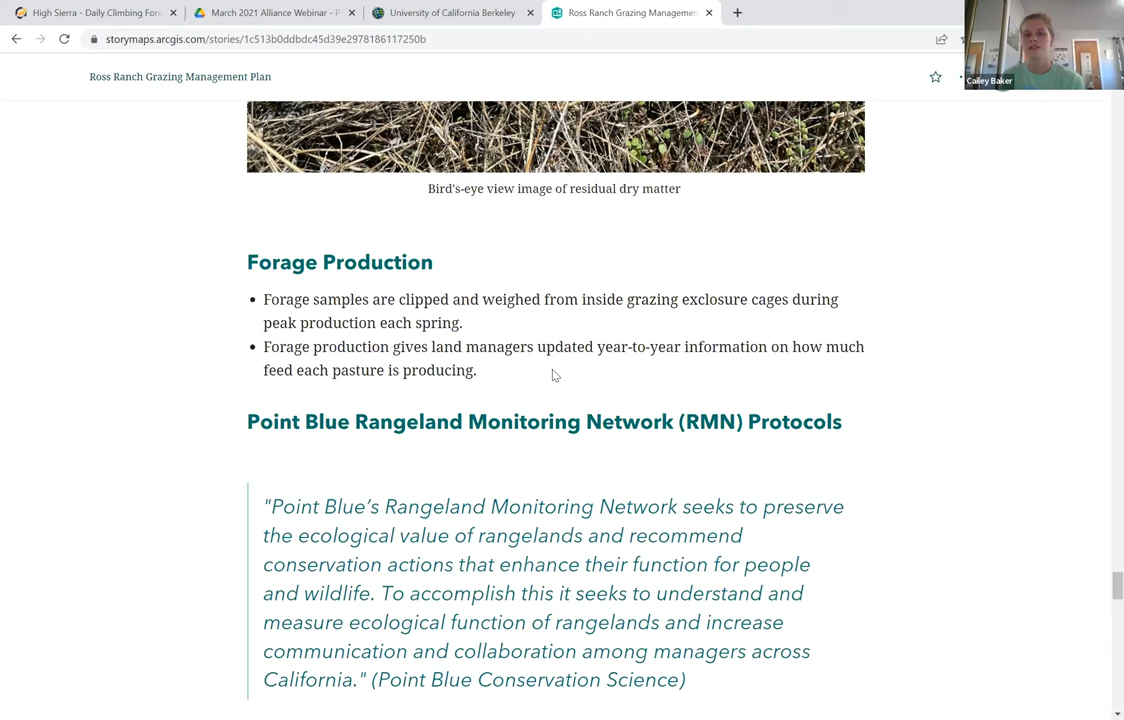 High Sierra - Daily Climbing Fore
March 2021 Alliance Webinar - P
University of California Berkeley
Ross Ranch Grazing Managemen
storymaps.arcgis.com/stories/1c513b0ddbdc45d39e2978186117250b
Cailey Baker
Ross Ranch Grazing Management Plan
Bird's-eye view image of residual dry matter
Forage Production
• Forage samples are clipped and weighed from inside grazing exclosure cages during
peak production each spring.
• Forage production gives land managers updated year-to-year information on how much
feed each pasture is producing.
Point Blue Rangeland Monitoring Network (RMN) Protocols
"Point Blue’s Rangeland Monitoring Network seeks to preserve
the ecological value of rangelands and recommend
conservation actions that enhance their function for people
and wildlife. To accomplish this it seeks to understand and
measure ecological function of rangelands and increase
communication and collaboration among managers across
California." (Point Blue Conservation Science)